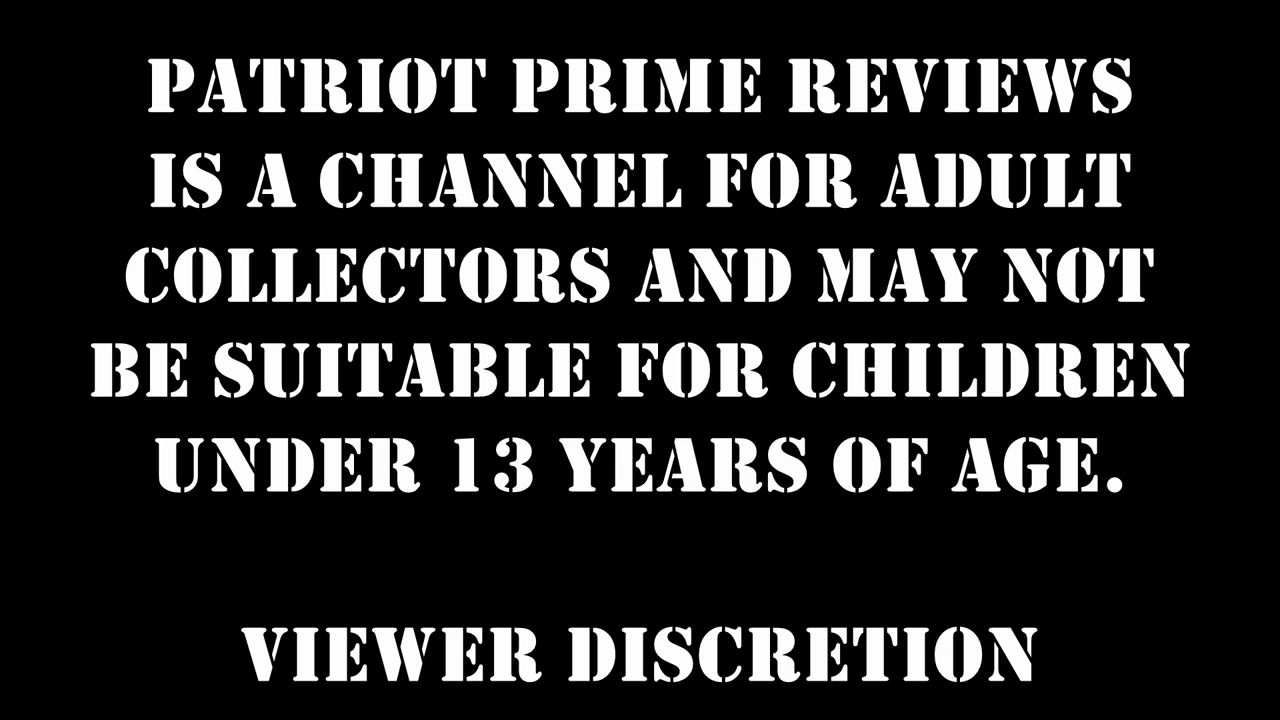 PATRIOT PRIME REVIEWS
IS A CHANNEL FOR ADULT
COLLECTORS AND MAY NOT
BE SUITABLE FOR CHILDREN
UNDER 13 YEARS OF AGE.
VIEWER DISCRETION